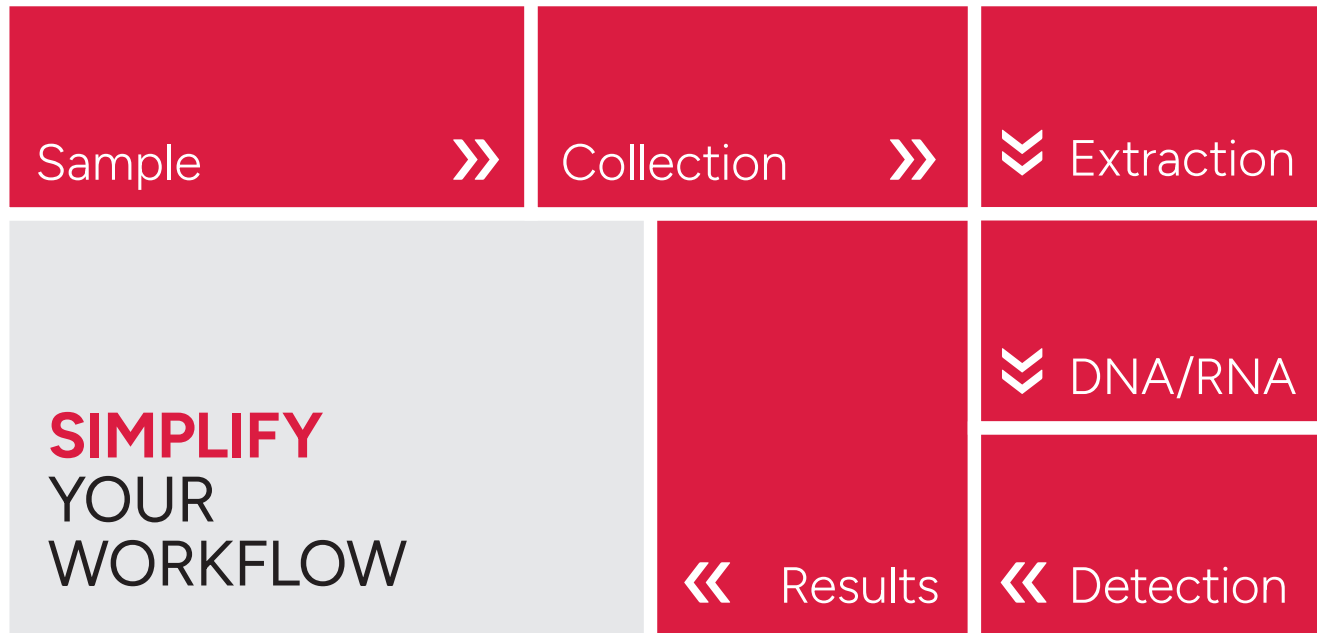 Sample
Collection
Extraction
DNA/RNA
Detection
Results
SIMPLIFY
YOUR
WORKFLOW